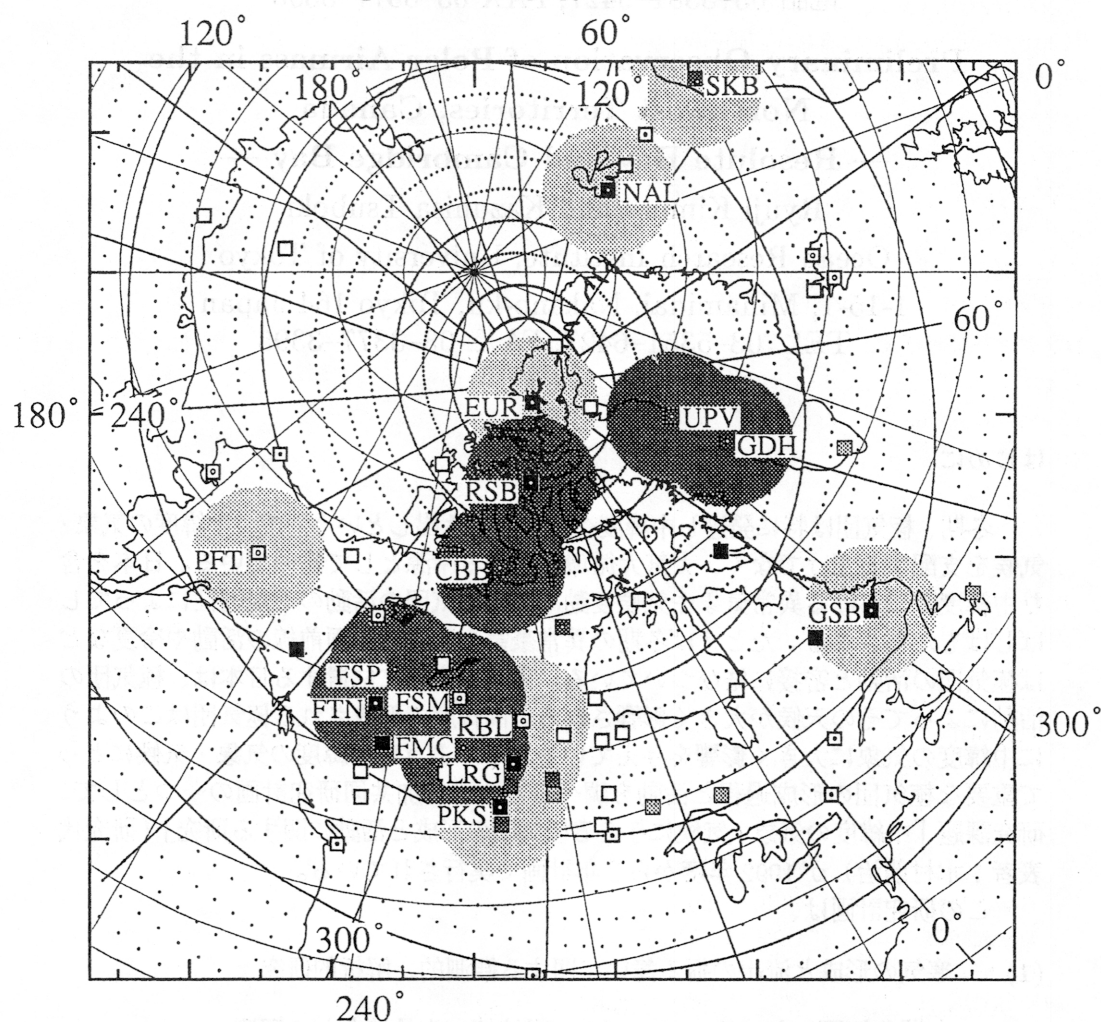 120° 60°
180° 120° SKB 0°
NAL
60°
180° 240° EUR UPV
GDH
RSB
PFT CBB
GSB
FSP
FTN FSM
RBL 300°
FMC
LRG
PKS
300° 0°
240°